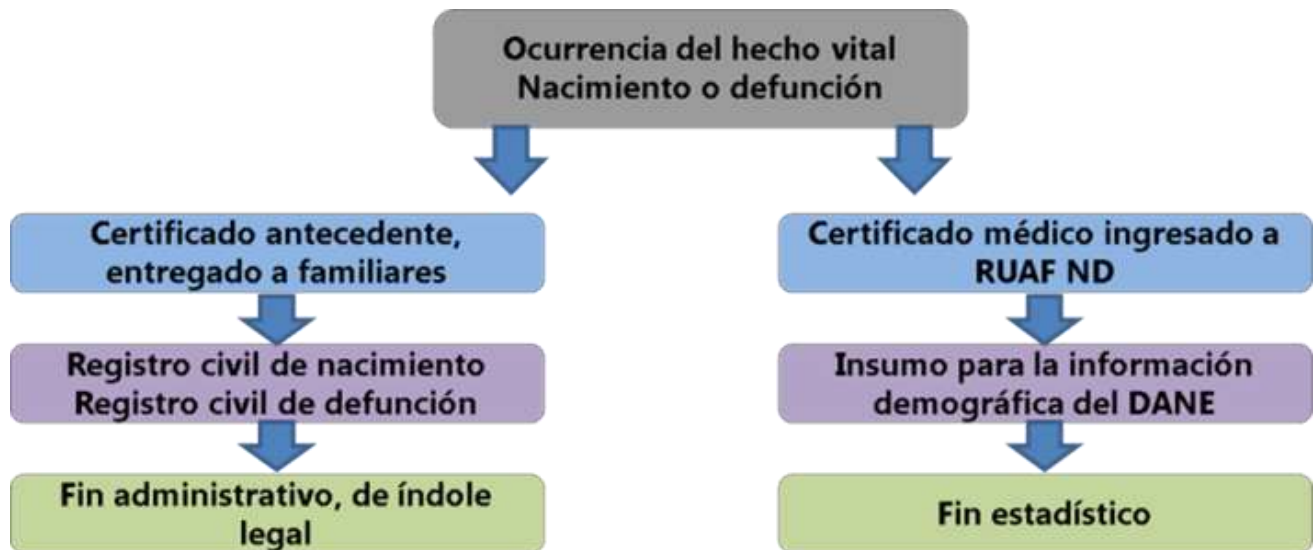 Ocurrencia del hecho vital
Nacimiento o defunción
Certificado antecedente,
entregado a familiares
Certificado médico ingresado a
RUAF ND
Registro civil de nacimiento
Registro civil de defunción
Insumo para la información
demográfica del DANE
Fin administrativo, de índole
legal
Fin estadístico